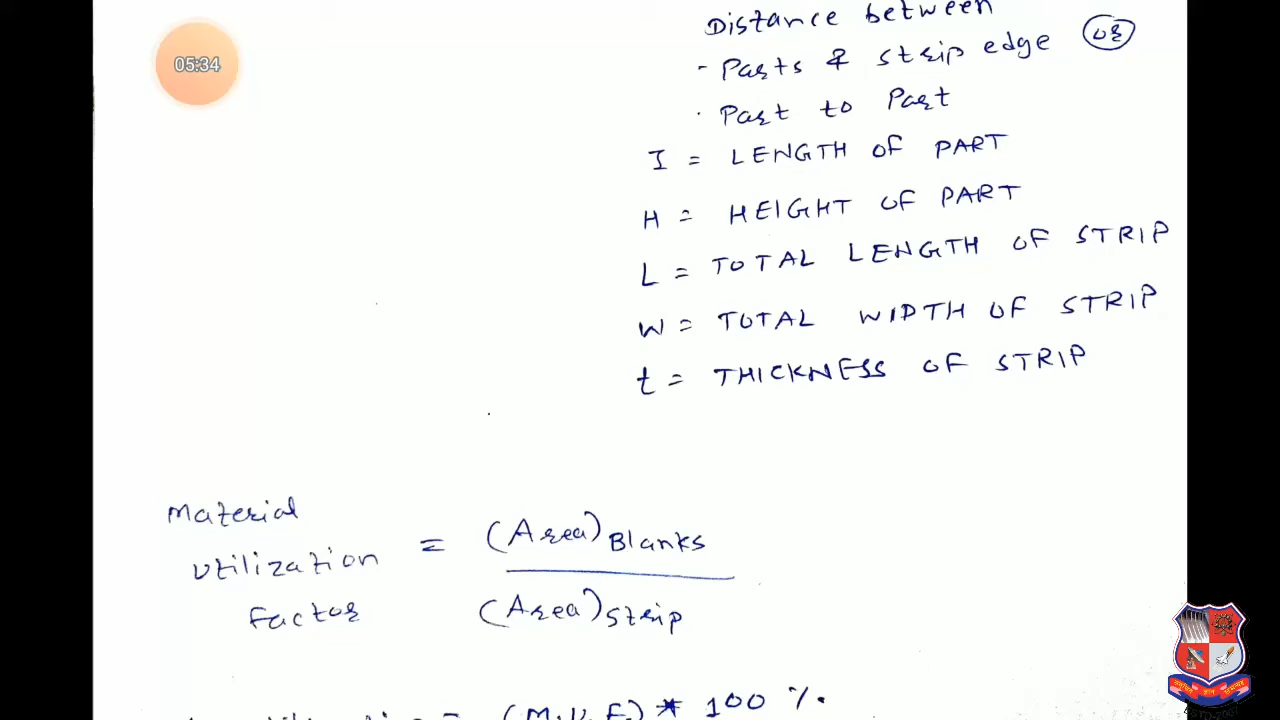 05:34
Distance between
- Parts & strip edge or
· Part to Part
I = LENGTH OF PART
H = HEIGHT OF PART
L = TOTAL LENGTH OF STRIP
W = TOTAL WIDTH OF STRIP
t = THICKNESS OF STRIP
Material
utilization
factor
= (Area)Blanks
(Area)strip
= (M.U.F.) * 100 %.